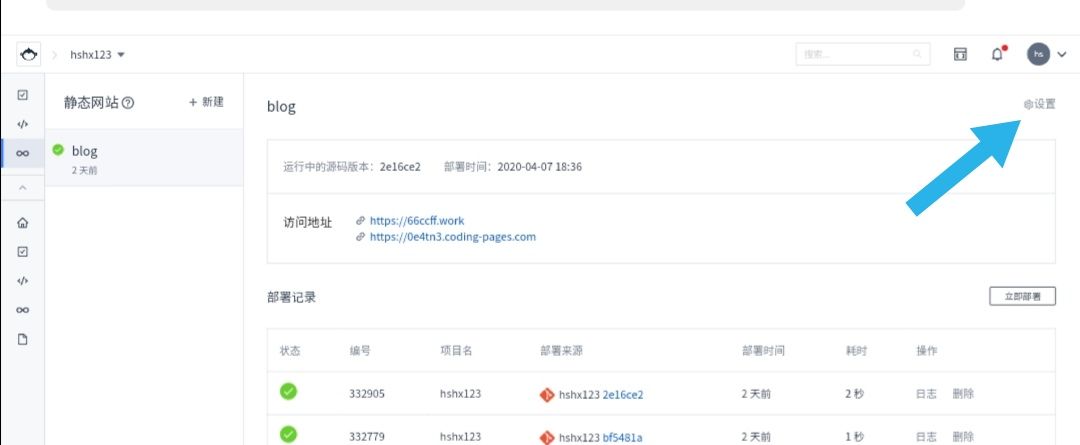 hshx123
搜索...
hs
静态网站
+ 新建
blog
2 天前
blog
设置
运行中的源码版本：2e16ce2 部署时间：2020-04-07 18:36
访问地址
https://66ccff.work
https://0e4tn3.coding-pages.com
部署记录
立即部署
状态 编号 项目名 部署来源 部署时间 耗时 操作
332905 hshx123 hshx123 2e16ce2 2 天前 2 秒 日志 删除
332779 hshx123 hshx123 bf5481a 2 天前 1 秒 日志 删除